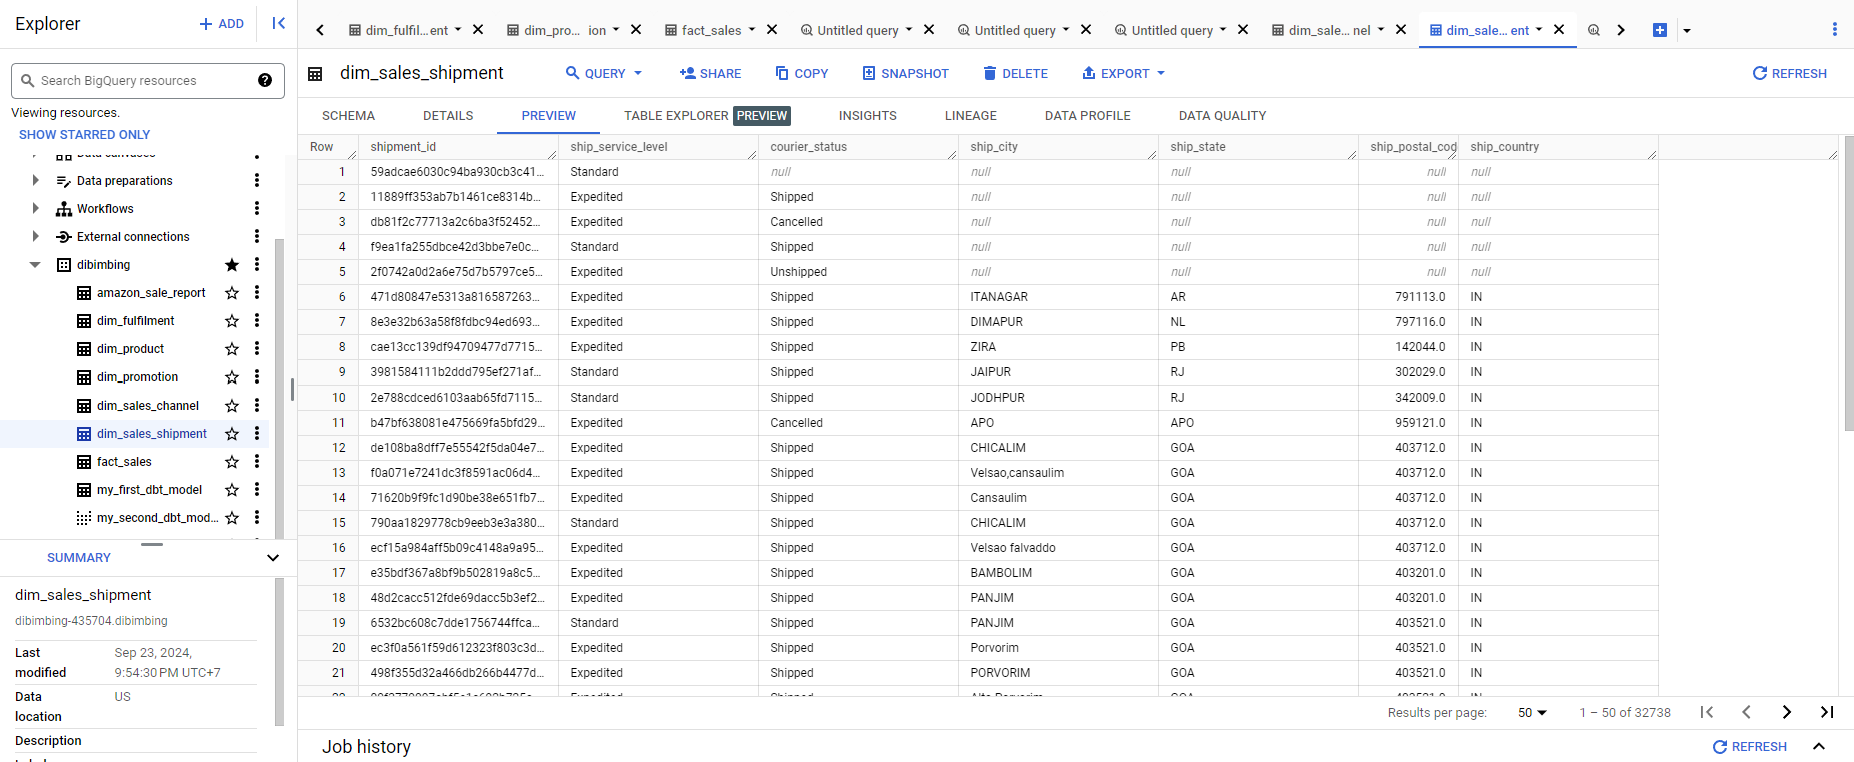 Explorer
ADD
dim_fulfil...ent
dim_pro... ion
fact_sales
Untitled query
Untitled query
Untitled query
dim_sale... nel
dim_sale... ent
Search BigQuery resources
Viewing resources.
SHOW STARRED ONLY
Data preparations
Workflows
External connections
dibimbing
amazon_sale_report
dim_fulfilment
dim_product
dim_promotion
dim_sales_channel
dim_sales_shipment
fact_sales
my_first_dbt_model
my_second_dbt_mod...
SUMMARY
dim_sales_shipment
dibimbing-435704.dibimbing
Last modified Sep 23, 2024, 9:54:30 PM UTC+7
Data location US
Description
dim_sales_shipment
QUERY SHARE COPY SNAPSHOT DELETE EXPORT REFRESH
SCHEMA DETAILS PREVIEW TABLE EXPLORER PREVIEW INSIGHTS LINEAGE DATA PROFILE DATA QUALITY
Row shipment_id ship_service_level courier_status ship_city ship_state ship_postal_cod ship_country
1 59adcae6030c94ba930cb3c41... Standard null null null null null
2 11889ff353ab7b1461ce8314b... Expedited Shipped null null null null
3 db81f2c77713a2c6ba3f52452... Expedited Cancelled null null null null
4 f9ea1fa255dbce42d3bbe7e0c... Standard Shipped null null null null
5 2f0742a0d2a6e75d7b5797ce5... Expedited Unshipped null null null null
6 471d80847e5313a816587263... Expedited Shipped ITANAGAR AR 791113.0 IN
7 8e3e32b63a58f8fdbc94ed693... Expedited Shipped DIMAPUR NL 797116.0 IN
8 cae13cc139df94709477d7715... Expedited Shipped ZIRA PB 142044.0 IN
9 3981584111b2ddd795ef271af... Standard Shipped JAIPUR RJ 302029.0 IN
10 2e788cdced6103aab65fd7115... Standard Shipped JODHPUR RJ 342009.0 IN
11 b47bf638081e475669fa5bfd29... Expedited Cancelled APO APO 959121.0 IN
12 de108ba8dff7e55542f5da04e7... Expedited Shipped CHICALIM GOA 403712.0 IN
13 f0a071e7241dc3f8591ac06d4... Expedited Shipped Velsao,cansaulim GOA 403712.0 IN
14 71620b9f9fc1d90be38e651fb7... Expedited Shipped Cansaulim GOA 403712.0 IN
15 790aa1829778cb9eeb3e3a380... Standard Shipped CHICALIM GOA 403712.0 IN
16 ecf15a984aff5b09c4148a9a95... Expedited Shipped Velsao falvaddo GOA 403712.0 IN
17 e35bdf367a8bf9b502819a8c5... Expedited Shipped BAMBOLIM GOA 403201.0 IN
18 48d2cacc512fde69dacc5b3ef2... Expedited Shipped PANJIM GOA 403201.0 IN
19 6532bc608c7dde1756744ffca... Standard Shipped PANJIM GOA 403521.0 IN
20 ec3f0a561f59d612323f803c3d... Expedited Shipped Porvorim GOA 403521.0 IN
21 498f355d32a466db266b4477d... Expedited Shipped PORVORIM GOA 403521.0 IN
Results per page: 50 1 – 50 of 32738
Job history
REFRESH